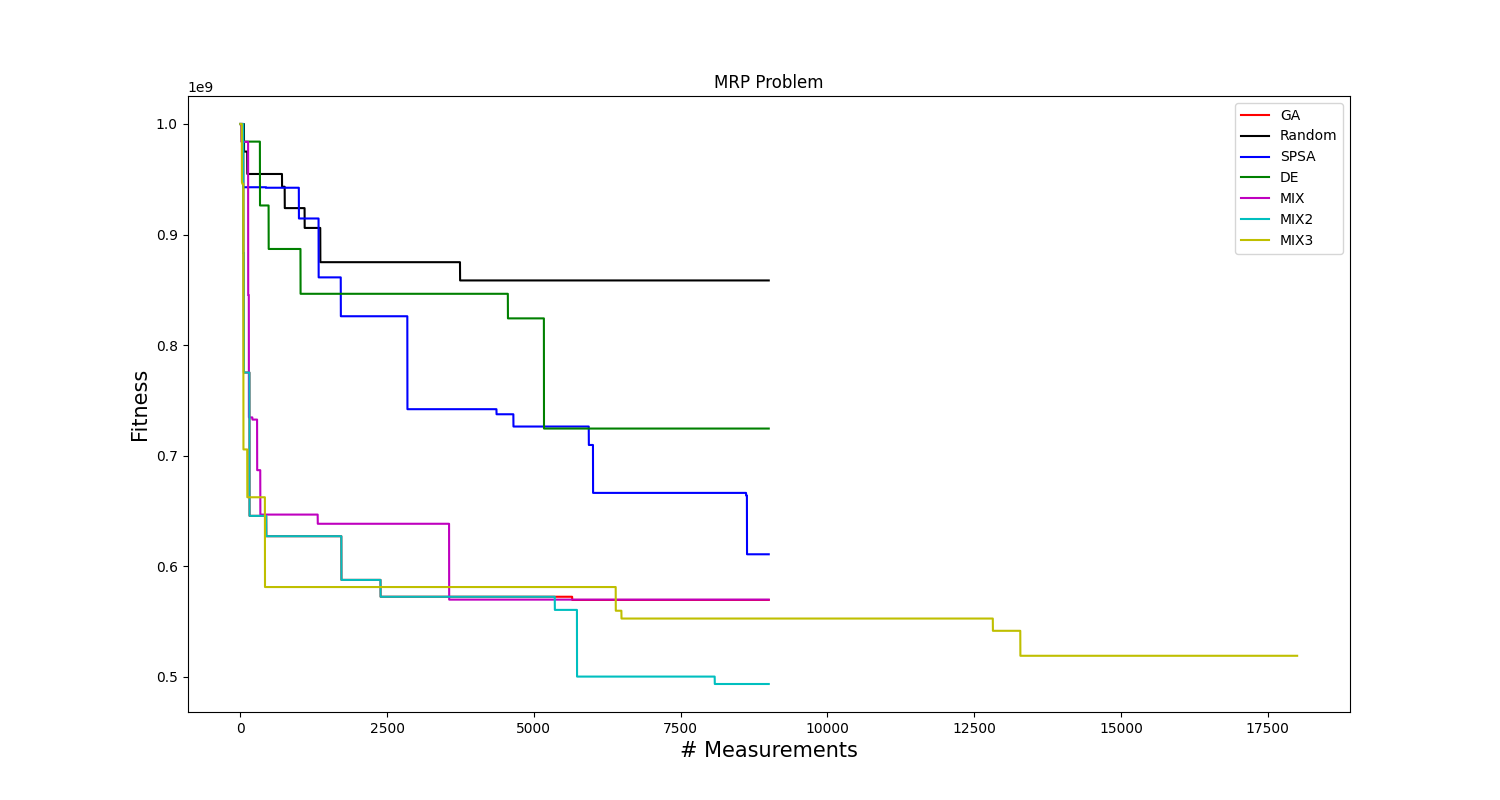 MRP Problem
1e9
1.0
0.9
0.8
0.7
0.6
0.5
Fitness
0
2500
5000
7500
10000
12500
15000
17500
# Measurements
GA
Random
SPSA
DE
MIX
MIX2
MIX3